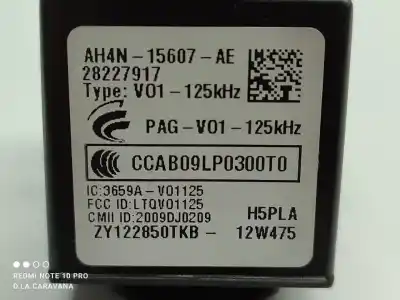 AH4N-15607-AE
28227917
Type: V01-125kHz
PAG-V01-125kHz
CCAB09LP0300T0
IC:3659A-V01125
FCC ID:LTQV01125
CMII ID:2009DJ0209
H5PLA
ZY122850TKB- 12W475
REDMI NOTE 10 PRO
O LA CARAVANA